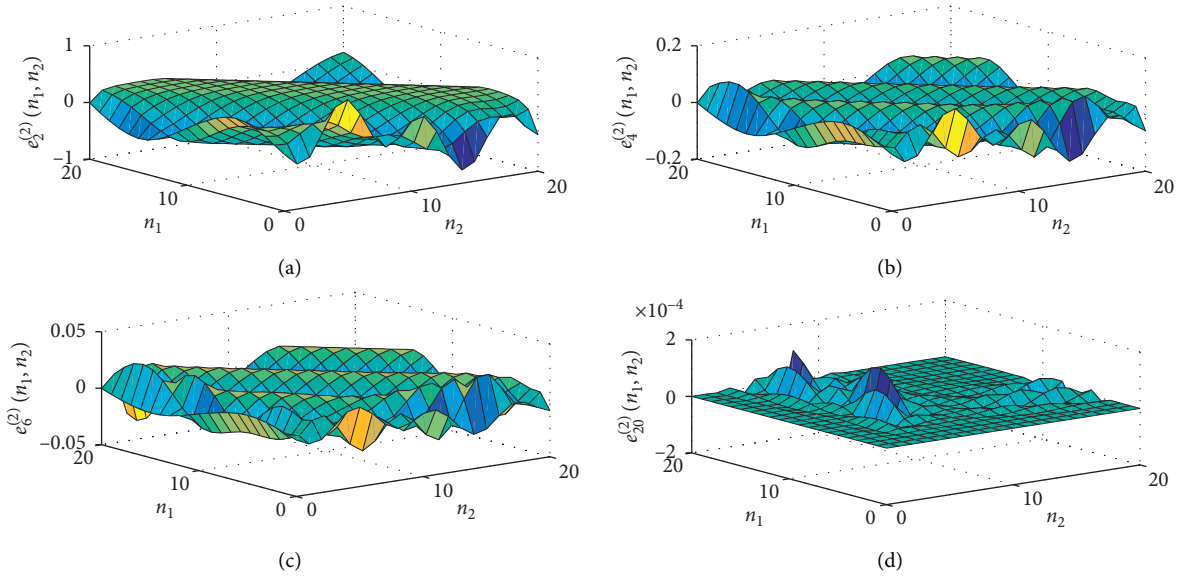 1
0
−1
20
10
0
0
10
20
e₂⁽²⁾ (n₁, n₂)
n₁
n₂
(a)
0.2
0
−0.2
20
10
0
0
10
20
e₄⁽²⁾ (n₁, n₂)
n₁
n₂
(b)
0.05
0
−0.05
20
10
0
0
10
20
e₆⁽²⁾ (n₁, n₂)
n₁
n₂
(c)
×10⁻⁴
2
0
−2
20
10
0
0
10
20
e₂₀⁽²⁾ (n₁, n₂)
n₁
n₂
(d)